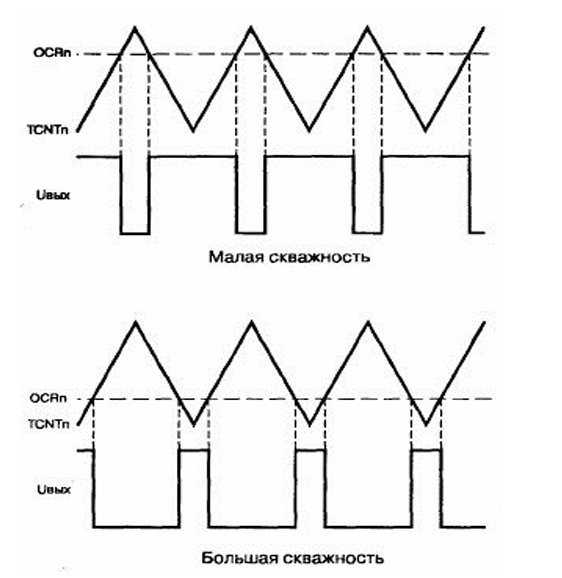 OCRn
TCNTn
Uвых
Малая скважность
OCRn
TCNTn
Uвых
Большая скважность